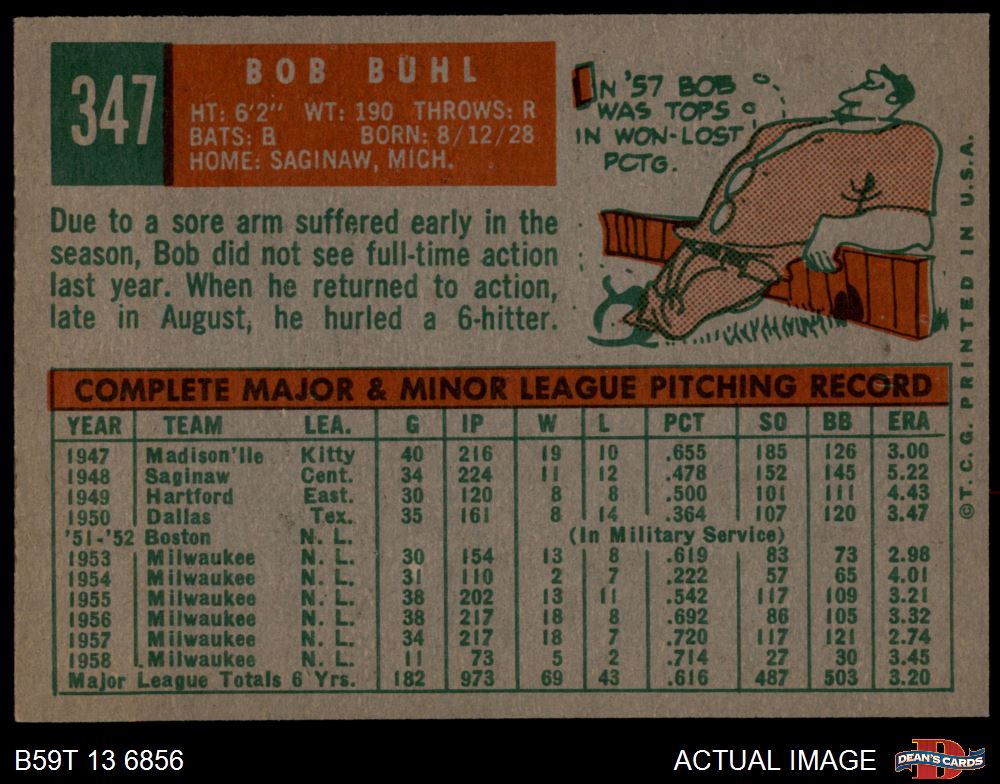 347
BOB BUHL
HT: 6'2" WT: 190 THROWS: R
BATS: B BORN: 8/12/28
HOME: SAGINAW, MICH.
IN '57 BOB
WAS TOPS
IN WON-LOST
PCTG.
Due to a sore arm suffered early in the
season, Bob did not see full-time action
last year. When he returned to action,
late in August, he hurled a 6-hitter.
COMPLETE MAJOR & MINOR LEAGUE PITCHING RECORD
YEAR TEAM LEA. G IP W L PCT SO BB ERA
1947 Madison'lle Kitty 40 216 19 10 .655 185 126 3.00
1948 Saginaw Cent. 34 224 11 12 .478 152 145 5.22
1949 Hartford East. 30 120 8 8 .500 101 111 4.43
1950 Dallas Tex. 35 161 8 14 .364 107 120 3.47
'51-'52 Boston N. L. (In Military Service)
1953 Milwaukee N. L. 30 154 13 8 .619 83 73 2.98
1954 Milwaukee N. L. 31 110 2 7 .222 57 65 4.01
1955 Milwaukee N. L. 38 202 13 11 .542 117 109 3.21
1956 Milwaukee N. L. 38 217 18 8 .692 86 105 3.32
1957 Milwaukee N. L. 34 217 18 7 .720 117 121 2.74
1958 Milwaukee N. L. 11 73 5 2 .714 27 30 3.45
Major League Totals 6 Yrs. 182 973 69 43 .616 487 503 3.20
©T. C. G. PRINTED IN U.S.A.
B59T 13 6856
ACTUAL IMAGE
D
DEAN'S CARDS